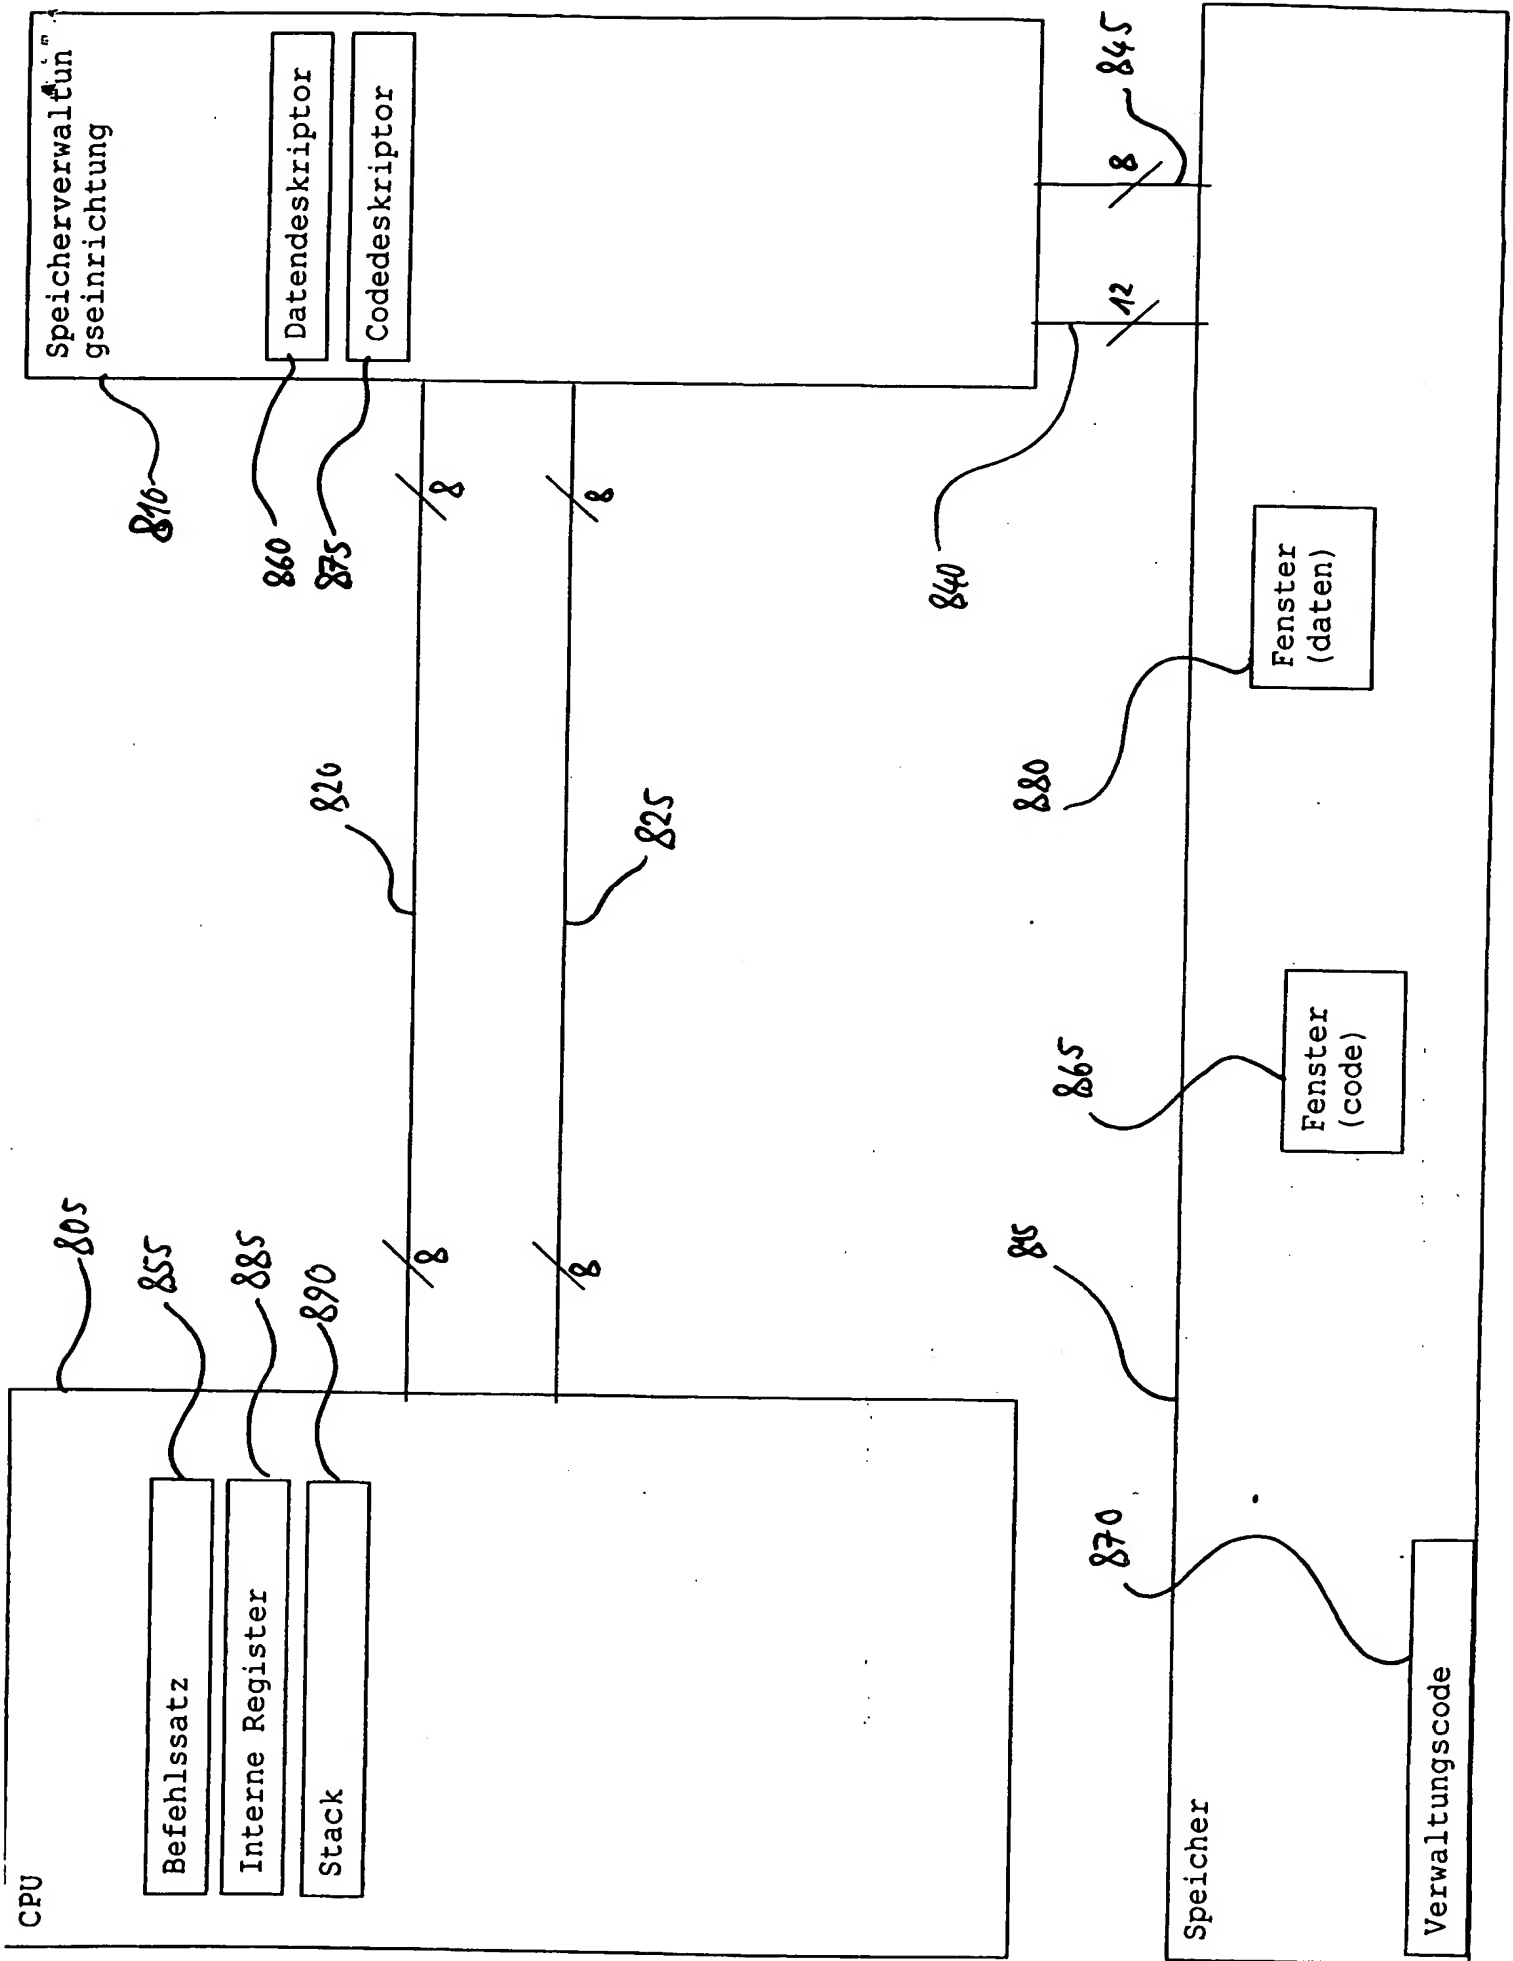 CPU
Befehlssatz
Interne Register
Stack
805
855
885
890
8
8
820
825
8
8
810
860
875
Speicherverwaltun
gseinrichtung
Datendeskriptor
Codedeskriptor
840
12
8
845
Speicher
Verwaltungscode
870
815
865
Fenster
(code)
880
Fenster
(daten)